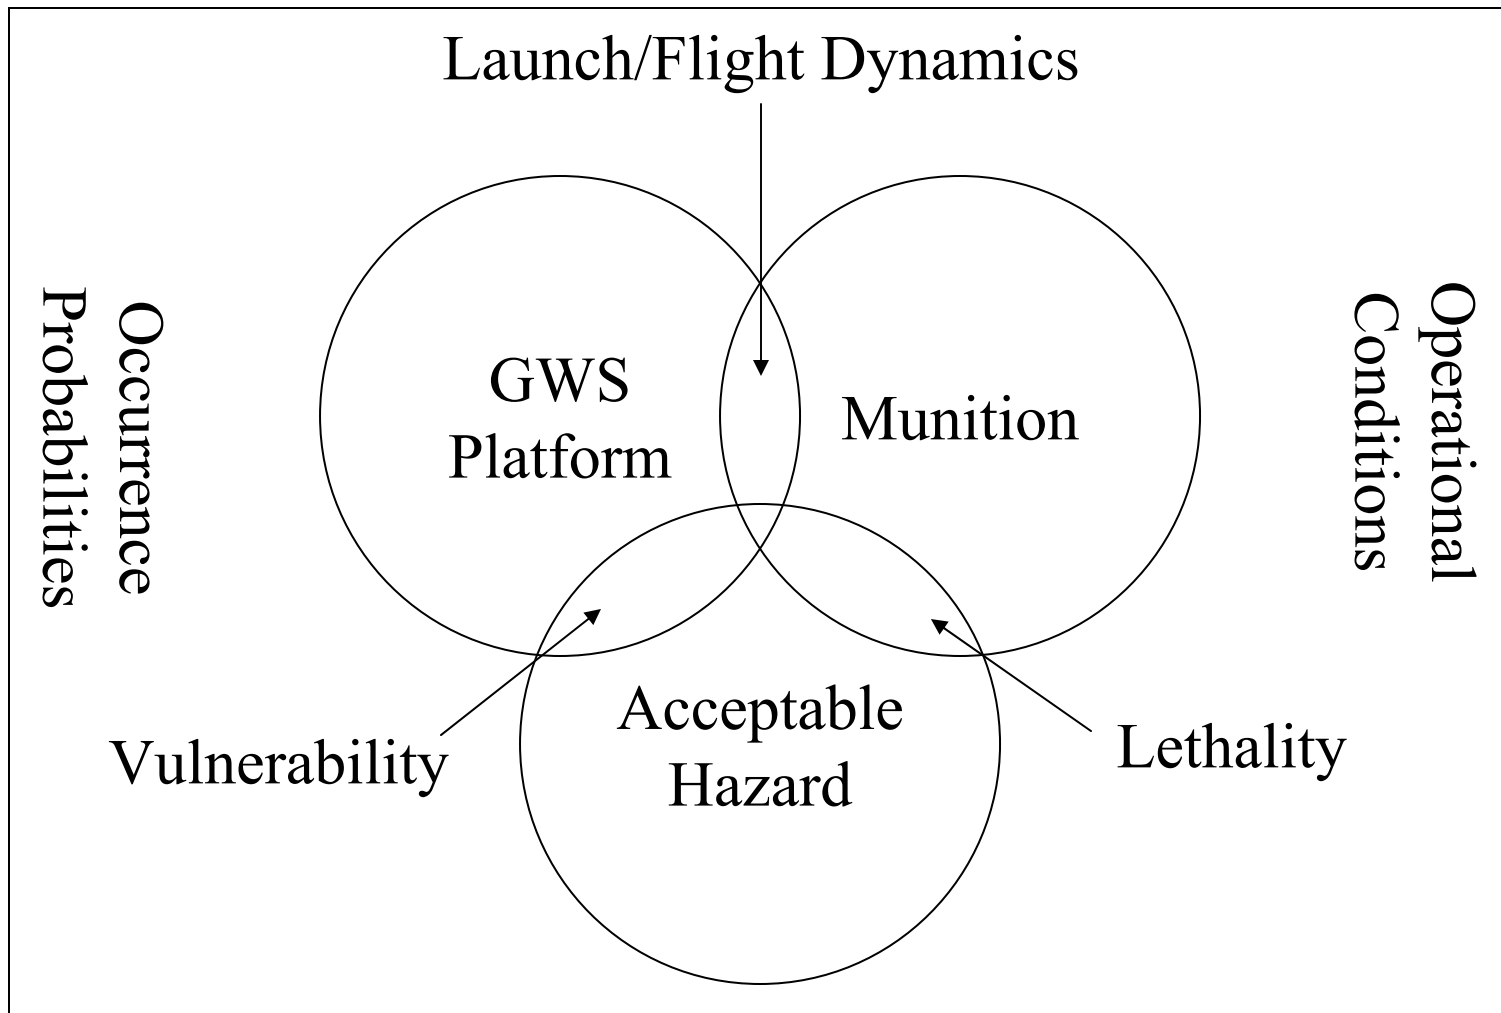 Launch/Flight Dynamics
Occurrence
Probabilities
GWS
Platform
Munition
Operational
Conditions
Vulnerability
Acceptable
Hazard
Lethality